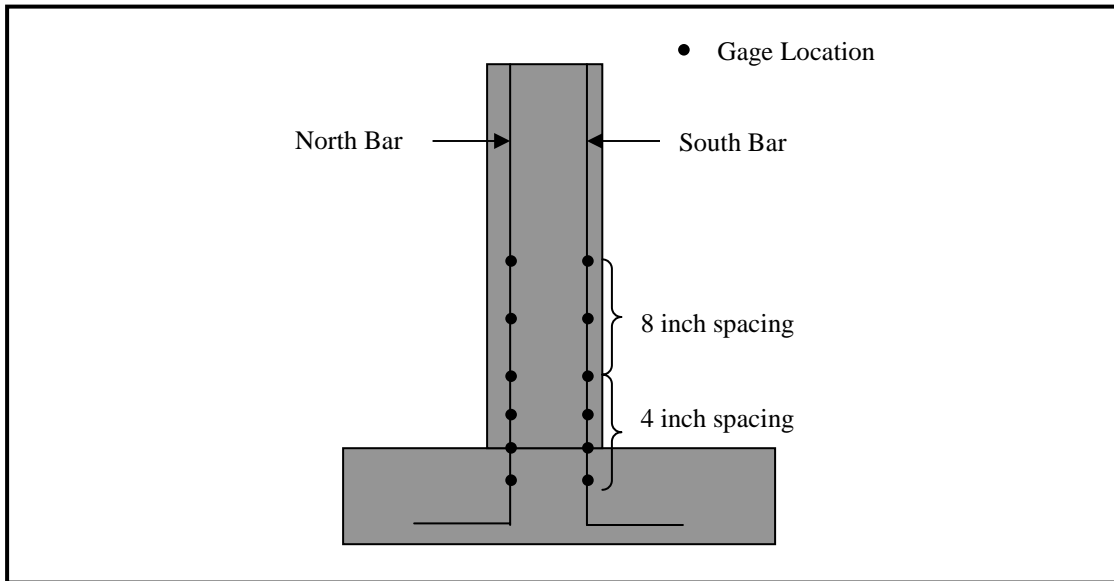 Gage Location
North Bar
South Bar
8 inch spacing
4 inch spacing